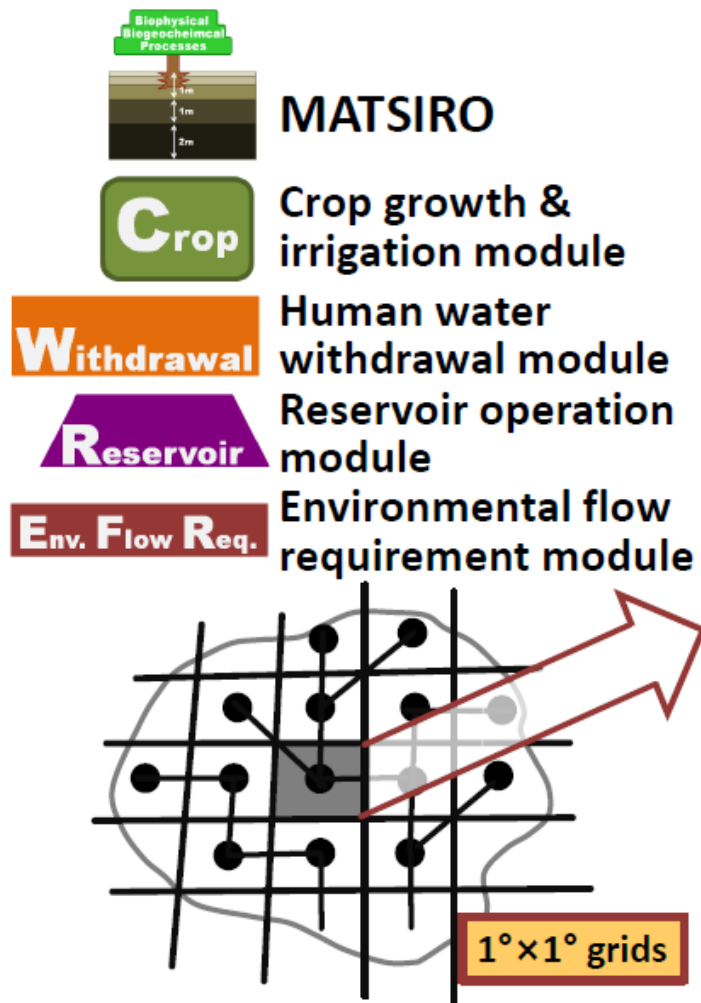 Biophysical
Biogeocheimcal
Processes
1m
1m
2m
MATSIRO
Crop
Crop growth &
irrigation module
Withdrawal
Human water
withdrawal module
Reservoir
Reservoir operation
module
Env. Flow Req.
Environmental flow
requirement module
1°×1° grids